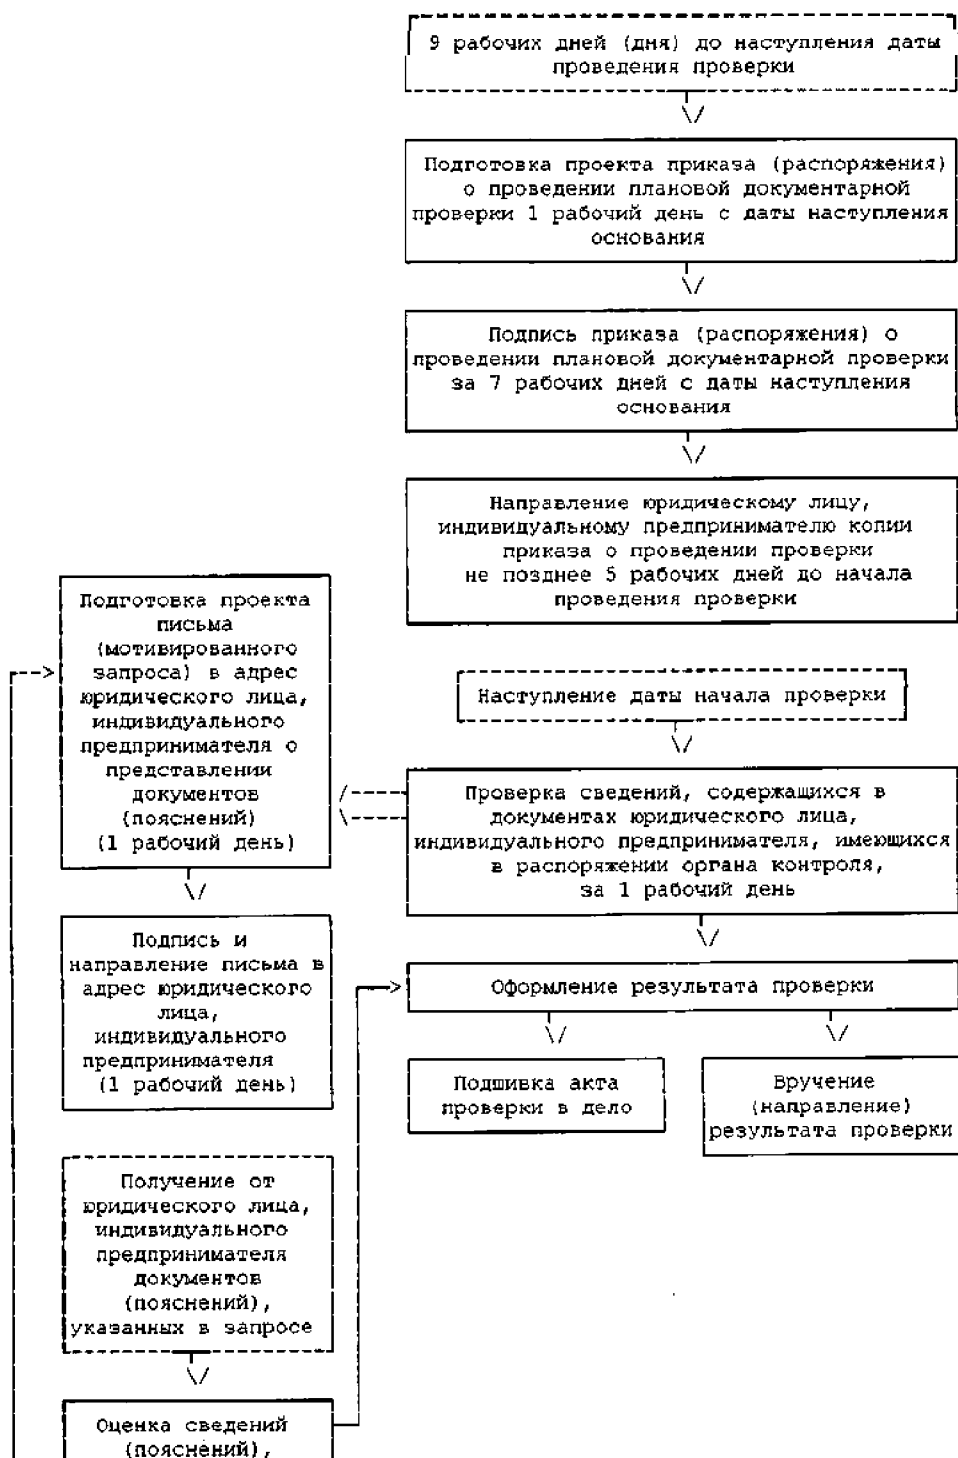 9 рабочих дней (дня) до наступления даты
проведения проверки
Подготовка проекта приказа (распоряжения)
о проведении плановой документарной
проверки 1 рабочий день с даты наступления
основания
Подпись приказа (распоряжения) о
проведении плановой документарной проверки
за 7 рабочих дней с даты наступления
основания
Направление юридическому лицу,
индивидуальному предпринимателю копии
приказа о проведении проверки
не позднее 5 рабочих дней до начала
проведения проверки
Наступление даты начала проверки
Проверка сведений, содержащихся в
документах юридического лица,
индивидуального предпринимателя, имеющихся
в распоряжении органа контроля,
за 1 рабочий день
Подготовка проекта
письма
(мотивированного
запроса) в адрес
юридического лица,
индивидуального
предпринимателя о
представлении
документов
(пояснений)
(1 рабочий день)
Подпись и
направление письма в
адрес юридического
лица,
индивидуального
предпринимателя
(1 рабочий день)
Получение от
юридического лица,
индивидуального
предпринимателя
документов
(пояснений),
указанных в запросе
Оценка сведений
(пояснений),
Оформление результата проверки
Подшивка акта
проверки в дело
Вручение
(направление)
результата проверки